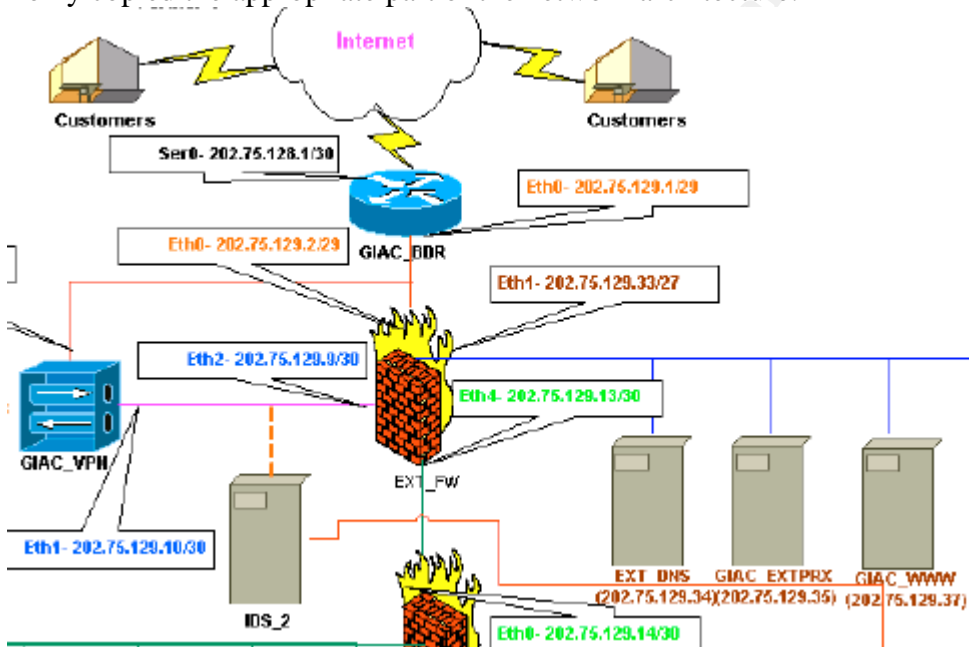 Internet
Customers
Customers
Ser0- 202.75.128.1/30
Eth0- 202.75.129.1/29
Eth0- 202.75.129.2/29
GIAC_BDR
Eth1- 202.75.129.33/27
Eth2- 202.75.129.9/30
Eth4- 202.75.129.13/30
GIAC_VPN
EXT_FW
Eth1- 202.75.129.10/30
EXT_DNS GIAC_EXTPRX GIAC_WWW
(202.75.129.34)(202.75.129.35) (202.75.129.37)
IDS_2
Eth0- 202.75.129.14/30